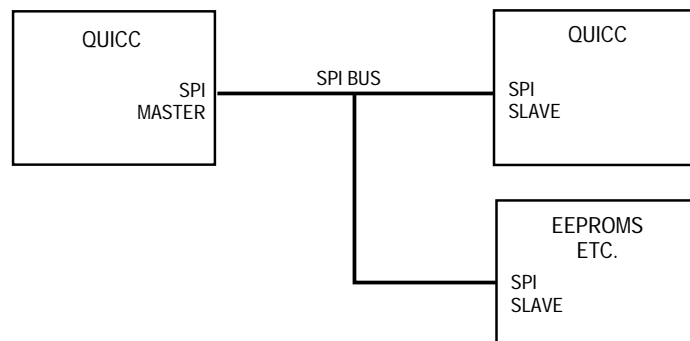 QUICC
SPI
MASTER
SPI BUS
QUICC
SPI
SLAVE
EEPROMS
ETC.
SPI
SLAVE